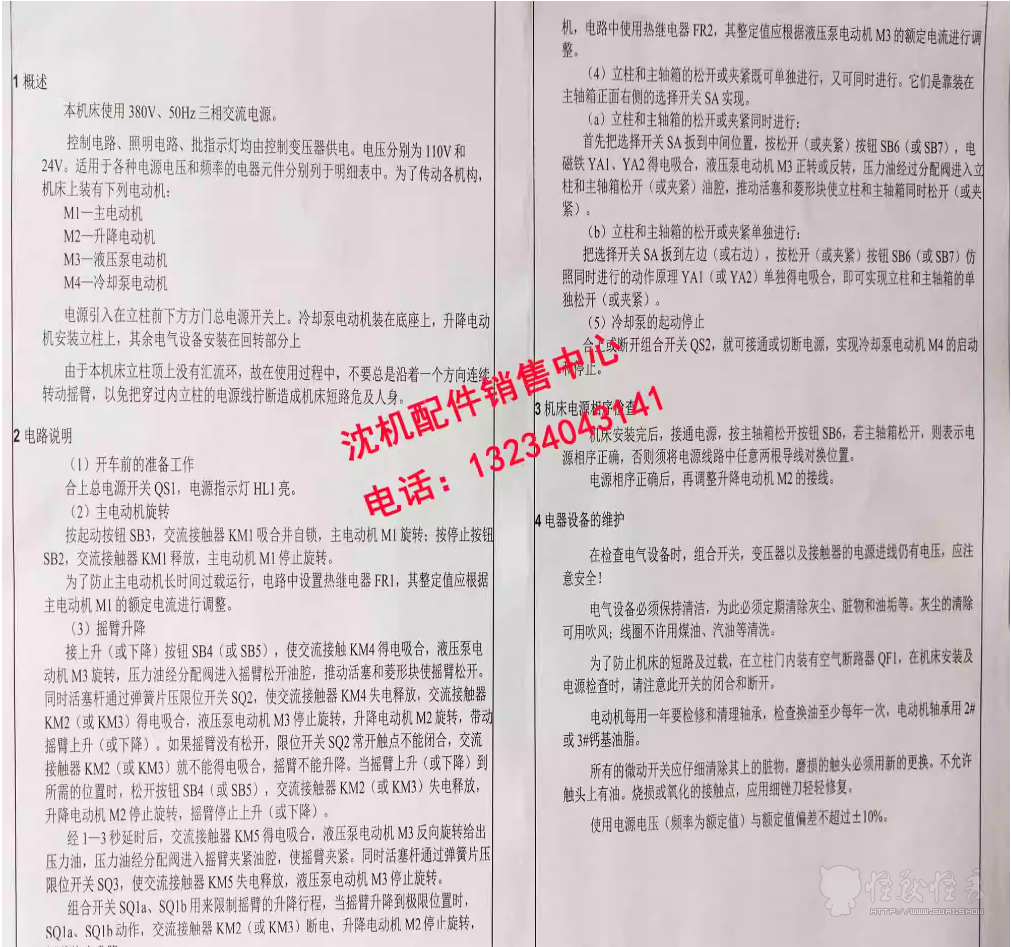 1 概述
本机床使用 380V、50Hz 三相交流电源。
控制电路、照明电路、批指示灯均由控制变压器供电。电压分别为 110V 和
24V。适用于各种电源电压和频率的电器元件分别列于明细表中。为了传动各机构，
机床上装有下列电动机：
M1—主电动机
M2—升降电动机
M3—液压泵电动机
M4—冷却泵电动机
电源引入在立柱前下方方门总电源开关上。冷却泵电动机装在底座上，升降电动
机安装立柱上，其余电气设备安装在回转部分上
由于本机床立柱顶上没有汇流环，故在使用过程中，不要总是沿着一个方向连续
转动摇臂，以免把穿过内立柱的电源线拧断造成机床短路危及人身。
2 电路说明
（1）开车前的准备工作
合上总电源开关 QS1，电源指示灯 HL1 亮。
（2）主电动机旋转
按起动按钮 SB3，交流接触器 KM1 吸合并自锁，主电动机 M1 旋转；按停止按钮
SB2，交流接触器 KM1 释放，主电动机 M1 停止旋转。
为了防止主电动机长时间过载运行，电路中设置热继电器 FR1，其整定值应根据
主电动机 M1 的额定电流进行调整。
（3）摇臂升降
接上升（或下降）按钮 SB4（或 SB5），使交流接触 KM4 得电吸合，液压泵电
动机 M3 旋转，压力油经分配阀进入摇臂松开油腔，推动活塞和菱形块使摇臂松开。
同时活塞杆通过弹簧片压限位开关 SQ2，使交流接触器 KM4 失电释放，交流接触器
KM2（或 KM3）得电吸合，液压泵电动机 M3 停止旋转，升降电动机 M2 旋转，带动
摇臂上升（或下降）。如果摇臂没有松开，限位开关 SQ2 常开触点不能闭合，交流
接触器 KM2（或 KM3）就不能得电吸合，摇臂不能升降。当摇臂上升（或下降）到
所需的位置时，松开按钮 SB4（或 SB5），交流接触器 KM2（或 KM3）失电释放，
升降电动机 M2 停止旋转，摇臂停止上升（或下降）。
经 1—3 秒延时后，交流接触器 KM5 得电吸合，液压泵电动机 M3 反向旋转给出
压力油，压力油经分配阀进入摇臂夹紧油腔，使摇臂夹紧。同时活塞杆通过弹簧片压
限位开关 SQ3，使交流接触器 KM5 失电释放，液压泵电动机 M3 停止旋转。
组合开关 SQ1a、SQ1b 用来限制摇臂的升降行程，当摇臂升降到极限位置时，
SQ1a、SQ1b 动作，交流接触器 KM2（或 KM3）断电，升降电动机 M2 停止旋转，
机，电路中使用热继电器 FR2，其整定值应根据液压泵电动机 M3 的额定电流进行调
整。
（4）立柱和主轴箱的松开或夹紧既可单独进行，又可同时进行。它们是靠装在
主轴箱正面右侧的选择开关 SA 实现。
（a）立柱和主轴箱的松开或夹紧同时进行；
首先把选择开关 SA 扳到中间位置，按松开（或夹紧）按钮 SB6（或 SB7），电
磁铁 YA1、YA2 得电吸合，液压泵电动机 M3 正转或反转，压力油经过分配阀进入立
柱和主轴箱松开（或夹紧）油腔，推动活塞和菱形块使立柱和主轴箱同时松开（或夹
紧）。
（b）立柱和主轴箱的松开或夹紧单独进行；
把选择开关 SA 扳到左边（或右边），按松开（或夹紧）按钮 SB6（或 SB7）仿
照同时进行的动作原理 YA1（或 YA2）单独得电吸合，即可实现立柱和主轴箱的单
独松开（或夹紧）。
（5）冷却泵的起动停止
合上或断开组合开关 QS2，就可接通或切断电源，实现冷却泵电动机 M4 的启动
和停止。
3 机床电源相序检查
机床安装完后，接通电源，按主轴箱松开按钮 SB6，若主轴箱松开，则表示电
源相序正确，否则须将电源线路中任意两根导线对换位置。
电源相序正确后，再调整升降电动机 M2 的接线。
4 电器设备的维护
在检查电气设备时，组合开关，变压器以及接触器的电源进线仍有电压，应注
意安全！
电气设备必须保持清洁，为此必须定期清除灰尘、脏物和油垢等。灰尘的清除
可用吹风；线圈不许用煤油、汽油等清洗。
为了防止机床的短路及过载，在立柱门内装有空气断路器 QF1，在机床安装及
电源检查时，请注意此开关的闭合和断开。
电动机每用一年要检修和清理轴承，检查换油至少每年一次，电动机轴承用 2#
或 3#钙基油脂。
所有的微动开关应仔细清除其上的脏物。磨损的触头必须用新的更换。不允许
触头上有油。烧损或氧化的接触点，应用细锉刀轻轻修复，
使用电源电压（频率为额定值）与额定值偏差不超过±10%。
沈机配件销售中心
电话：13234043141
HTTP://WWW.GUAI.SHOW